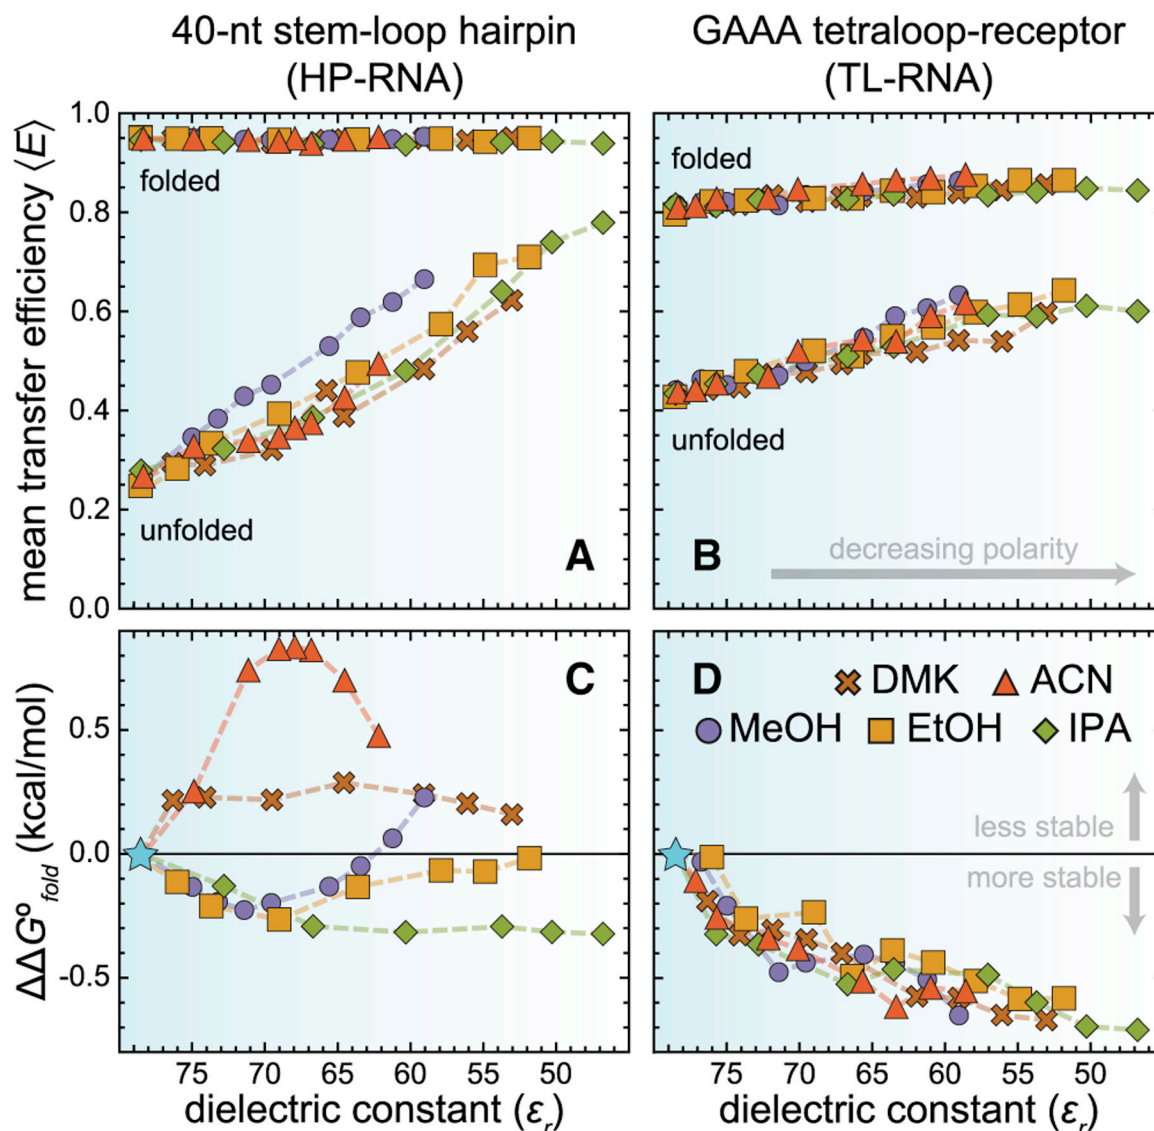 40-nt stem-loop hairpin
(HP-RNA)
GAAA tetraloop-receptor
(TL-RNA)
mean transfer efficiency ⟨E⟩
1.0
0.8
0.6
0.4
0.2
0.0
folded
unfolded
A
folded
unfolded
B
decreasing polarity
ΔΔG°fold (kcal/mol)
0.5
0.0
-0.5
C
D
DMK
ACN
MeOH
EtOH
IPA
less stable
more stable
75 70 65 60 55 50
75 70 65 60 55 50
dielectric constant (εr)
dielectric constant (εr)